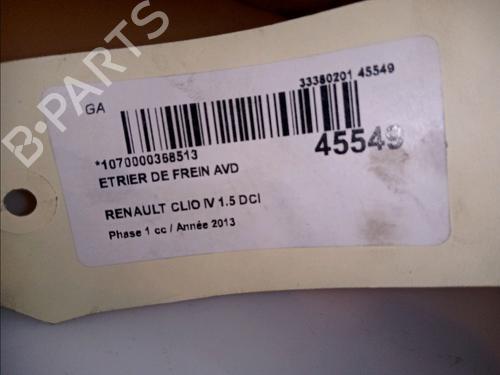 B-PARTS
GA
33380201 45549
*1070000368513
45549
ETRIER DE FREIN AVD
RENAULT CLIO IV 1.5 DCI
Phase 1 cc / Année 2013